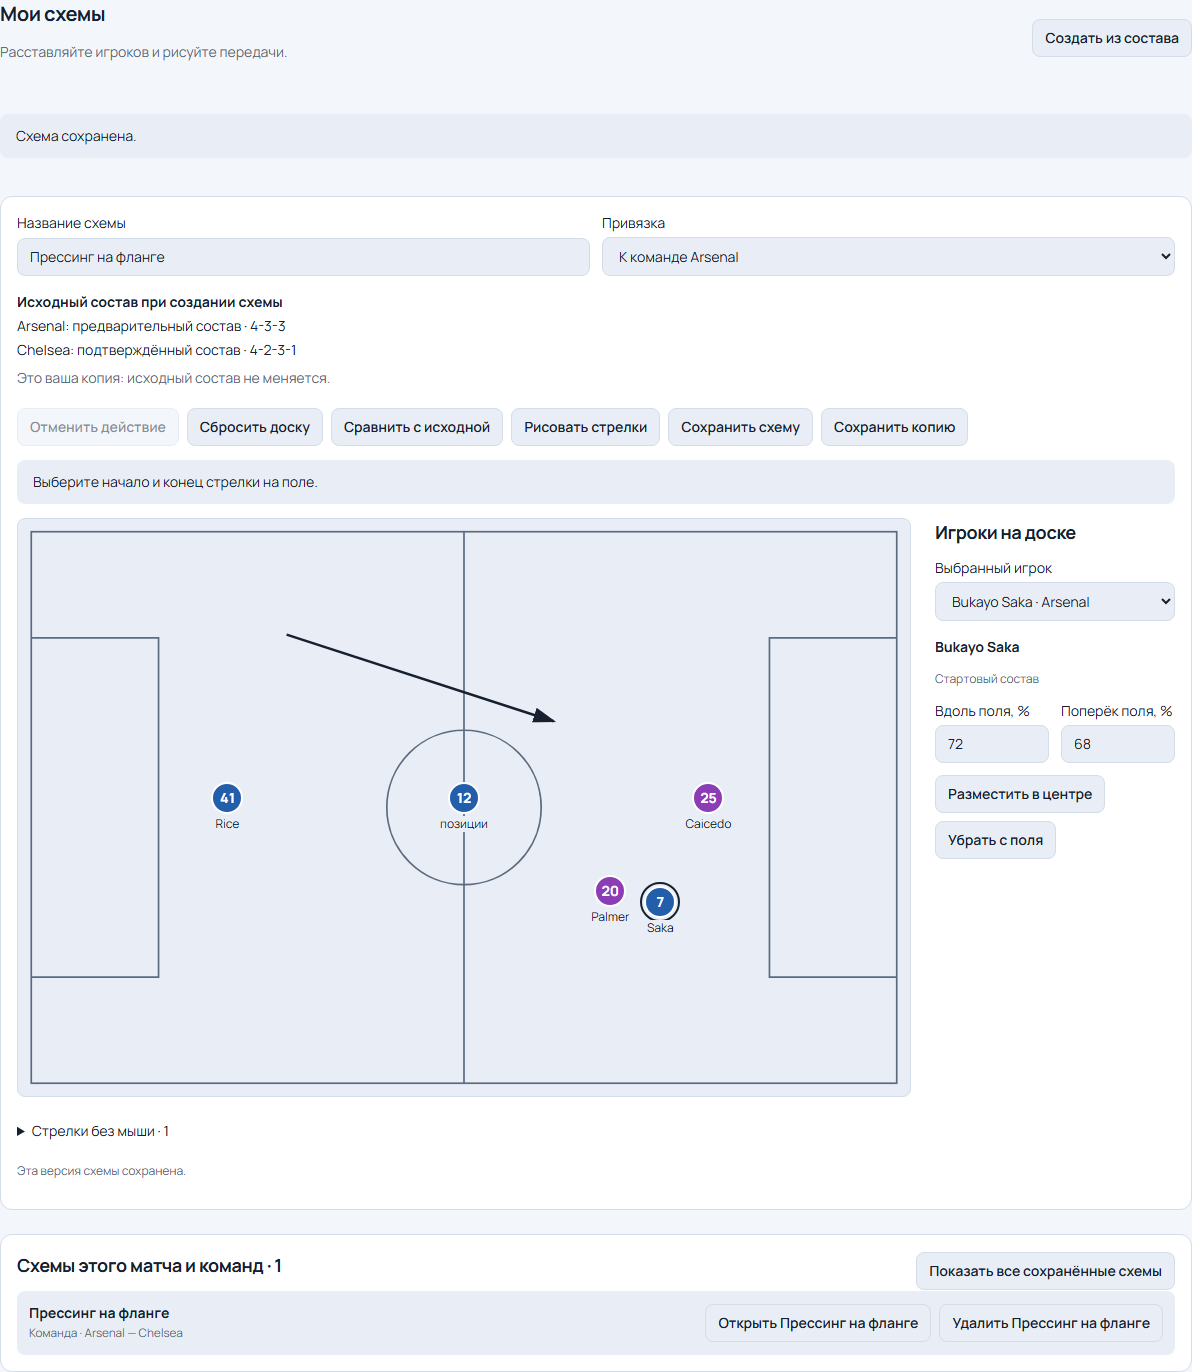 Мои схемы
Расставляйте игроков и рисуйте передачи.
Создать из состава
Схема сохранена.
Название схемы
Привязка
Прессинг на фланге
К команде Arsenal
Исходный состав при создании схемы
Arsenal: предварительный состав · 4-3-3
Chelsea: подтверждённый состав · 4-2-3-1
Это ваша копия: исходный состав не меняется.
Отменить действие
Сбросить доску
Сравнить с исходной
Рисовать стрелки
Сохранить схему
Сохранить копию
Выберите начало и конец стрелки на поле.
Игроки на доске
Выбранный игрок
Bukayo Saka · Arsenal
Bukayo Saka
Стартовый состав
Вдоль поля, %
Поперёк поля, %
72
68
Разместить в центре
Убрать с поля
41
Rice
12
позиции
25
Caicedo
20
Palmer
7
Saka
Стрелки без мыши · 1
Эта версия схемы сохранена.
Схемы этого матча и команд · 1
Показать все сохранённые схемы
Прессинг на фланге
Команда · Arsenal — Chelsea
Открыть Прессинг на фланге
Удалить Прессинг на фланге